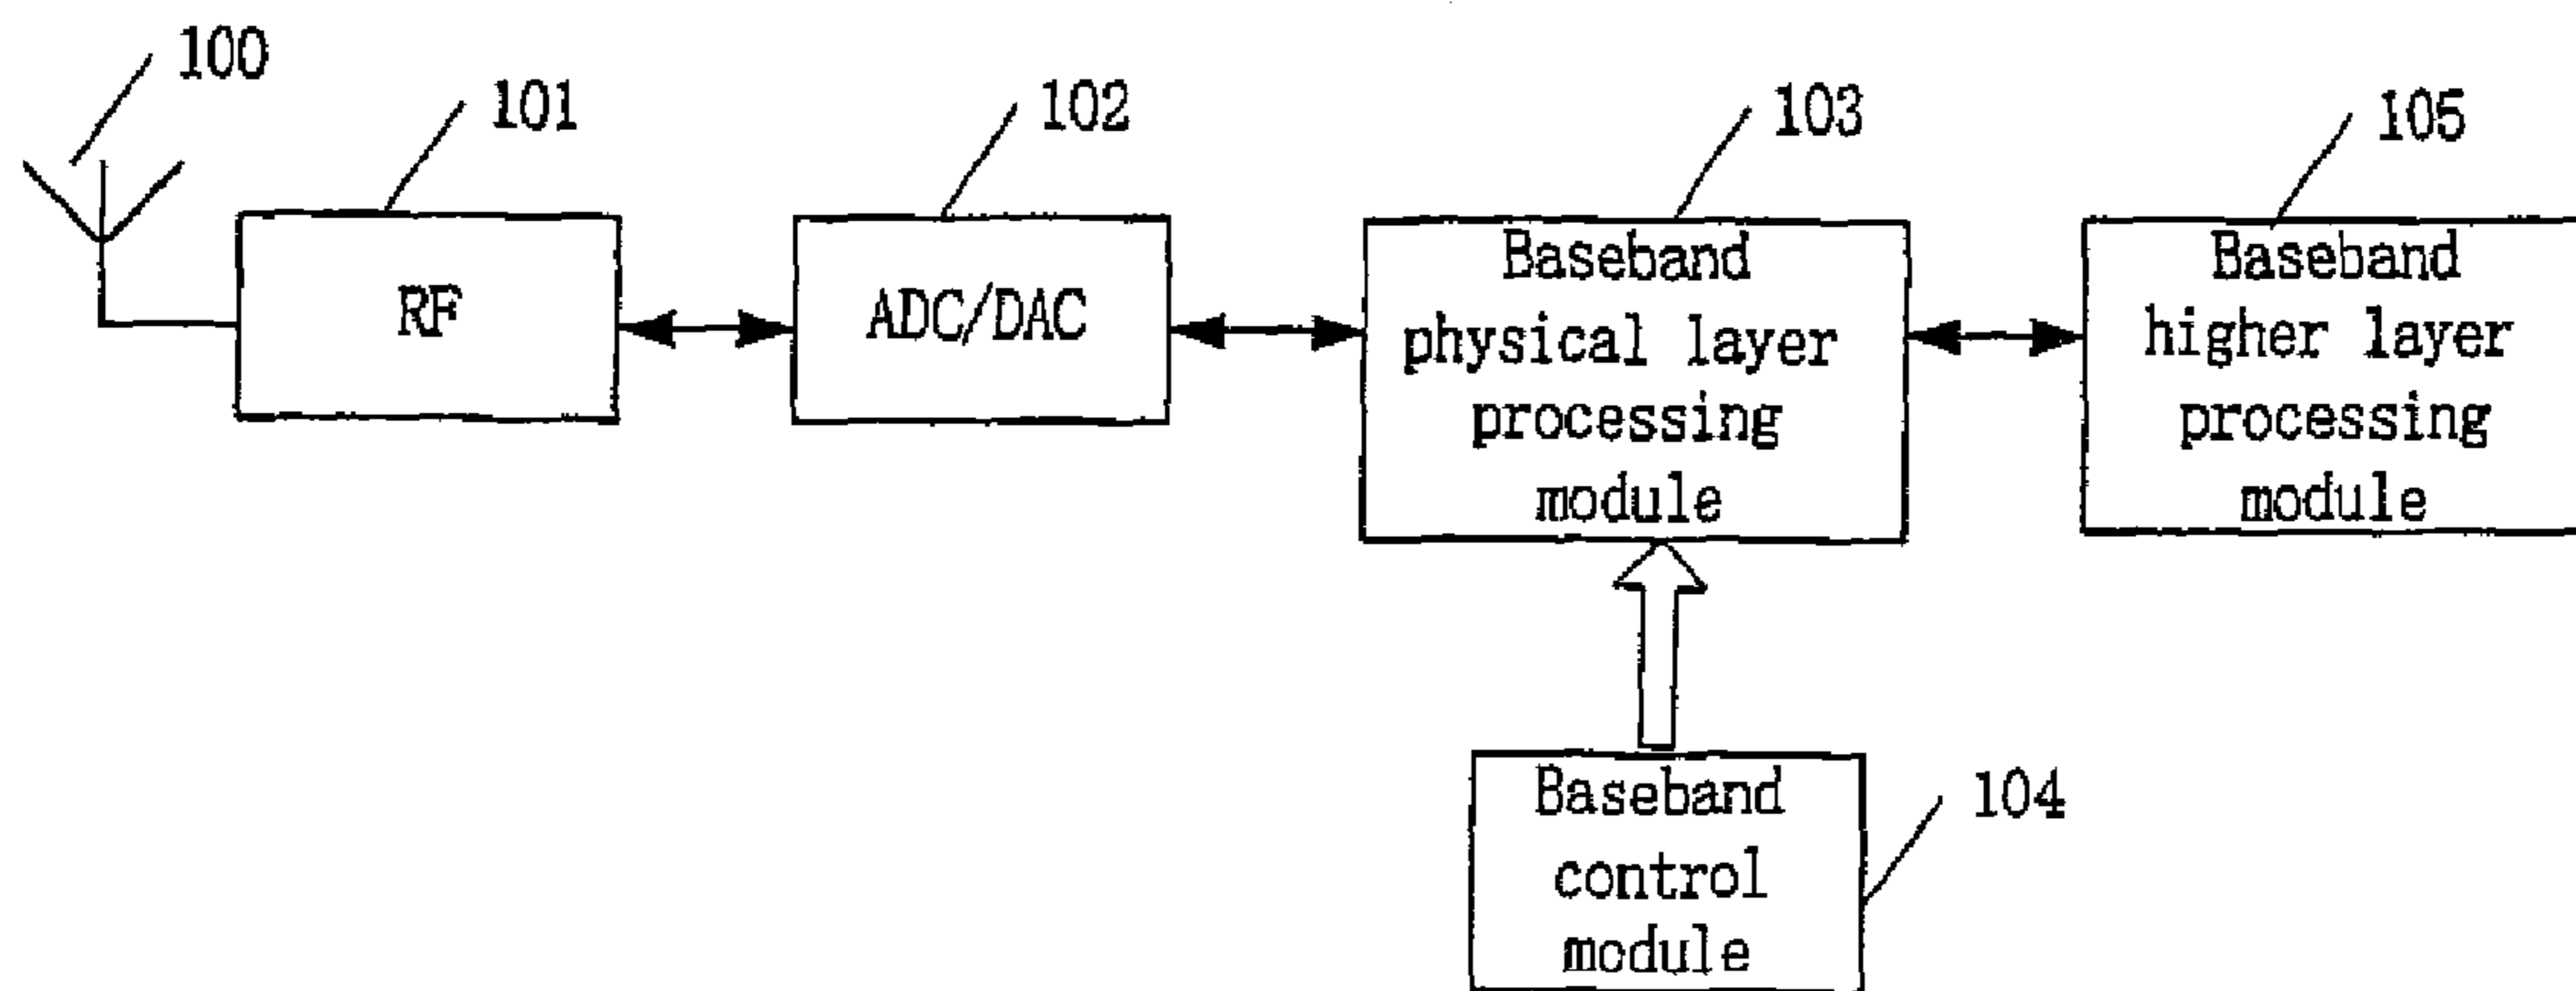 100
101
102
103
105
RF
ADC/DAC
Baseband
physical layer
processing
module
Baseband
higher layer
processing
module
Baseband
control
module
104